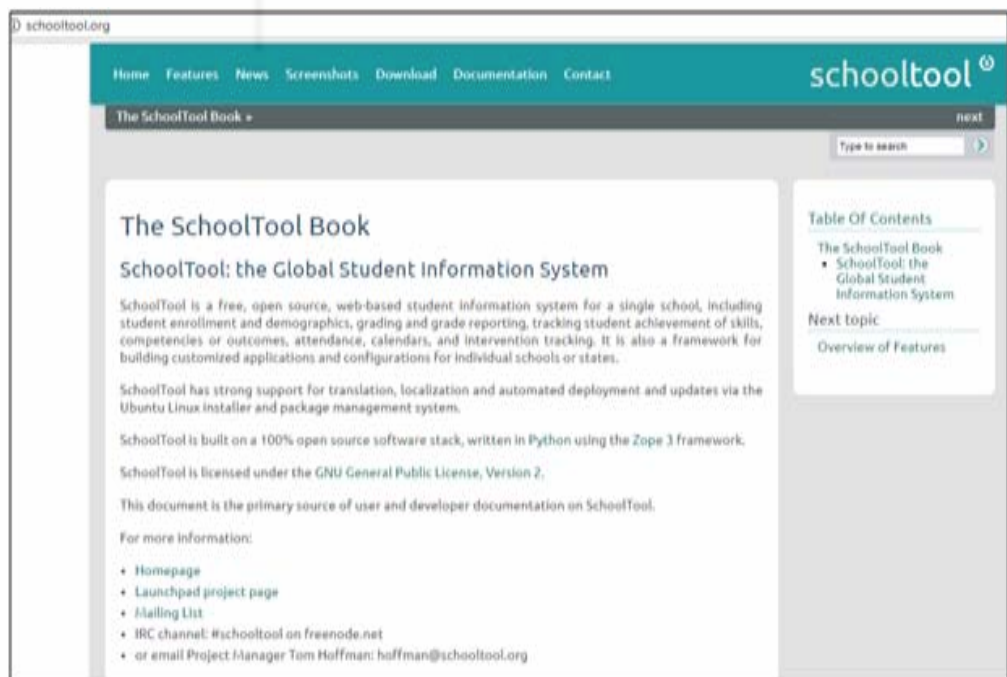 schooltool.org
Home Features News Screenshots Download Documentation Contact
schooltool
The SchoolTool Book »
next
Type to search
The SchoolTool Book
SchoolTool: the Global Student Information System
SchoolTool is a free, open source, web-based student information system for a single school, including
student enrollment and demographics, grading and grade reporting, tracking student achievement of skills,
competencies or outcomes, attendance, calendars, and intervention tracking. It is also a framework for
building customized applications and configurations for individual schools or states.
SchoolTool has strong support for translation, localization and automated deployment and updates via the
Ubuntu Linux installer and package management system.
SchoolTool is built on a 100% open source software stack, written in Python using the Zope 3 framework.
SchoolTool is licensed under the GNU General Public License, Version 2.
This document is the primary source of user and developer documentation on SchoolTool.
For more information:
• Homepage
• Launchpad project page
• Mailing List
• IRC channel: #schooltool on freenode.net
• or email Project Manager Tom Hoffman: hoffman@schooltool.org
Table Of Contents
The SchoolTool Book
• SchoolTool: the
Global Student
Information System
Next topic
Overview of Features